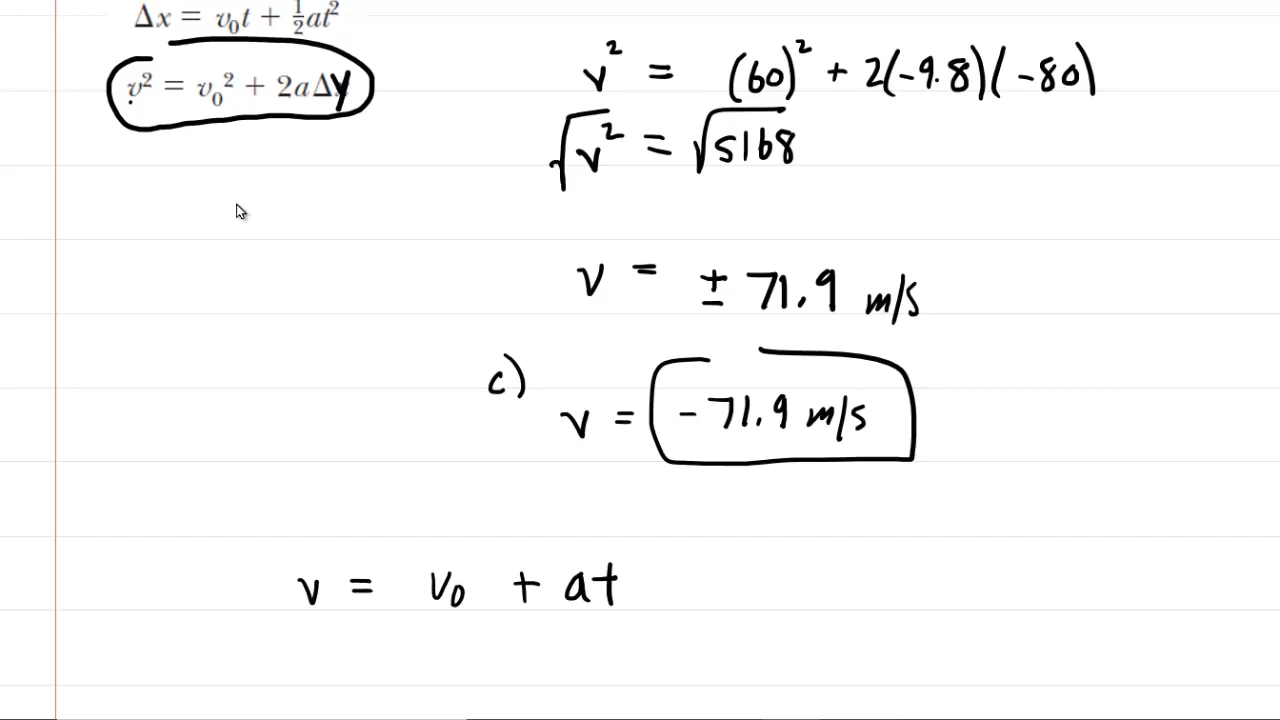 Δx = v₀t + ½at²
v² = v₀² + 2aΔy
v² = (60)² + 2(-9.8)(-80)
√v² = √5168
v = ± 71.9 m/s
c)
v = -71.9 m/s
v = v₀ + at